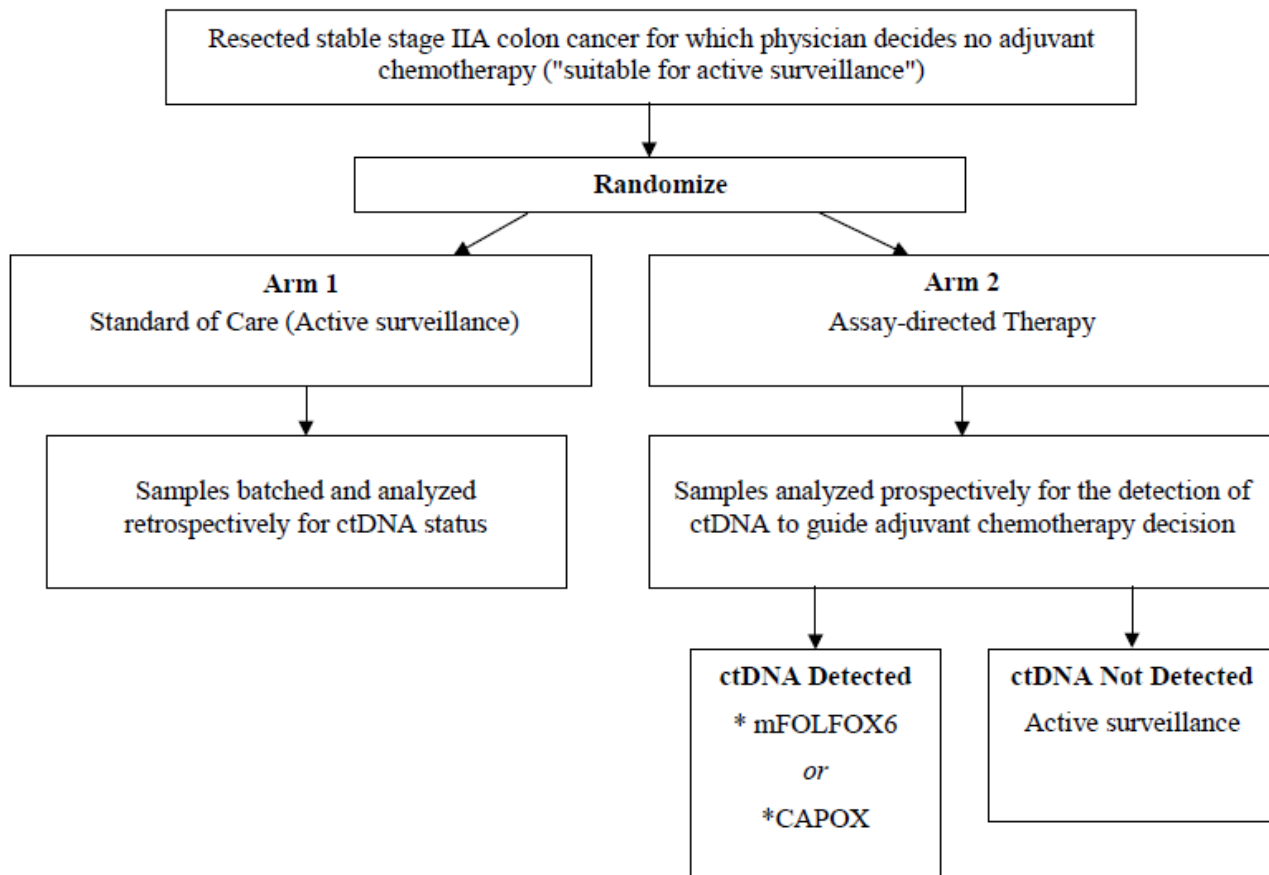 Resected stable stage IIA colon cancer for which physician decides no adjuvant
chemotherapy ("suitable for active surveillance")
Randomize
Arm 1
Standard of Care (Active surveillance)
Arm 2
Assay-directed Therapy
Samples batched and analyzed
retrospectively for ctDNA status
Samples analyzed prospectively for the detection of
ctDNA to guide adjuvant chemotherapy decision
ctDNA Detected
* mFOLFOX6
or
*CAPOX
ctDNA Not Detected
Active surveillance